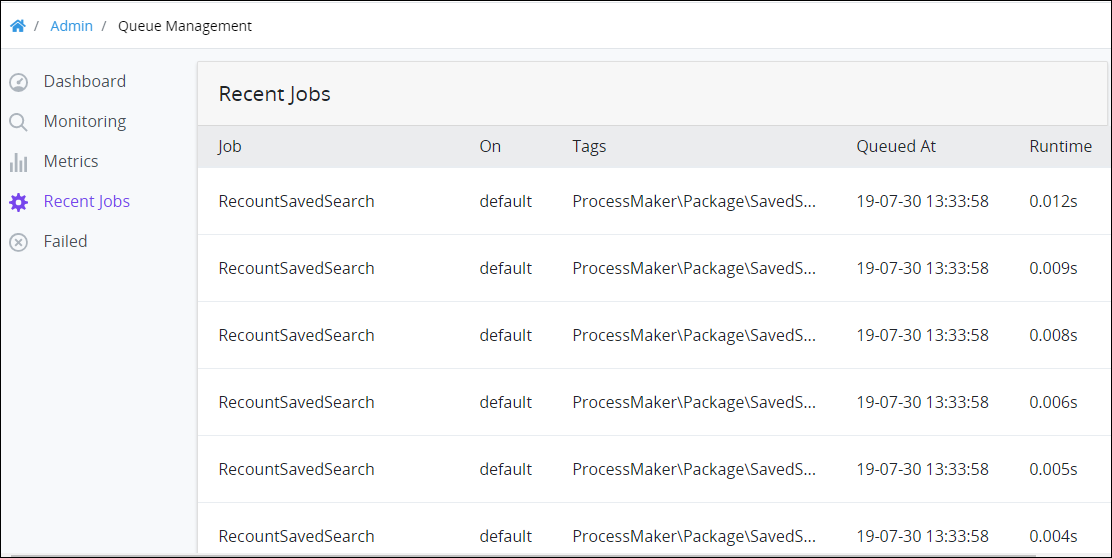 / Admin / Queue Management
Dashboard
Monitoring
Metrics
Recent Jobs
Failed
Recent Jobs
Job On Tags Queued At Runtime
RecountSavedSearch default ProcessMaker\Package\SavedS... 19-07-30 13:33:58 0.012s
RecountSavedSearch default ProcessMaker\Package\SavedS... 19-07-30 13:33:58 0.009s
RecountSavedSearch default ProcessMaker\Package\SavedS... 19-07-30 13:33:58 0.008s
RecountSavedSearch default ProcessMaker\Package\SavedS... 19-07-30 13:33:58 0.006s
RecountSavedSearch default ProcessMaker\Package\SavedS... 19-07-30 13:33:58 0.005s
RecountSavedSearch default ProcessMaker\Package\SavedS... 19-07-30 13:33:58 0.004s